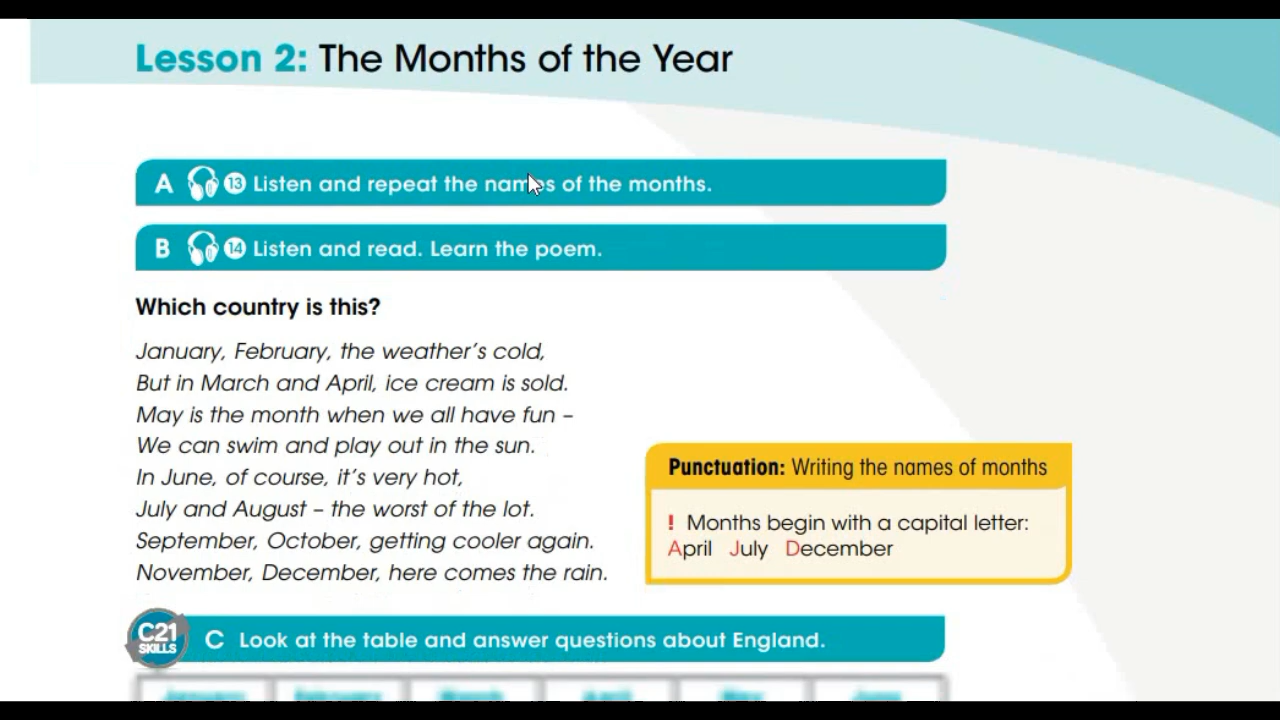 Lesson 2: The Months of the Year
A 13 Listen and repeat the names of the months.
B 14 Listen and read. Learn the poem.
Which country is this?
January, February, the weather's cold,
But in March and April, ice cream is sold.
May is the month when we all have fun –
We can swim and play out in the sun.
In June, of course, it's very hot,
July and August – the worst of the lot.
September, October, getting cooler again.
November, December, here comes the rain.
Punctuation: Writing the names of months
! Months begin with a capital letter:
April July December
C21
SKILLS
C Look at the table and answer questions about England.